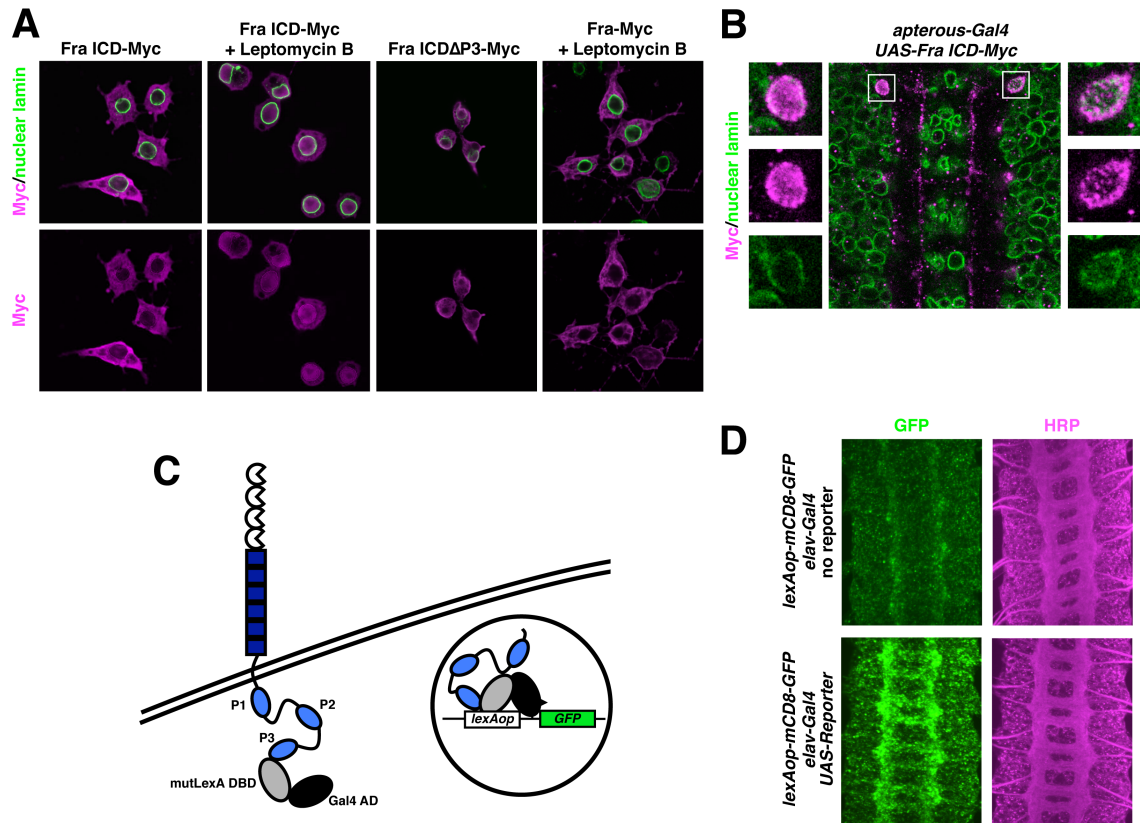 A
Fra ICD-Myc
Fra ICD-Myc
+ Leptomycin B
Fra ICDΔP3-Myc
Fra-Myc
+ Leptomycin B
Myc/nuclear lamin
Myc
B
apterous-Gal4
UAS-Fra ICD-Myc
Myc/nuclear lamin
C
P1
P2
P3
mutLexA DBD
Gal4 AD
lexAop
GFP
D
GFP
HRP
lexAop-mCD8-GFP
elav-Gal4
no reporter
lexAop-mCD8-GFP
elav-Gal4
UAS-Reporter